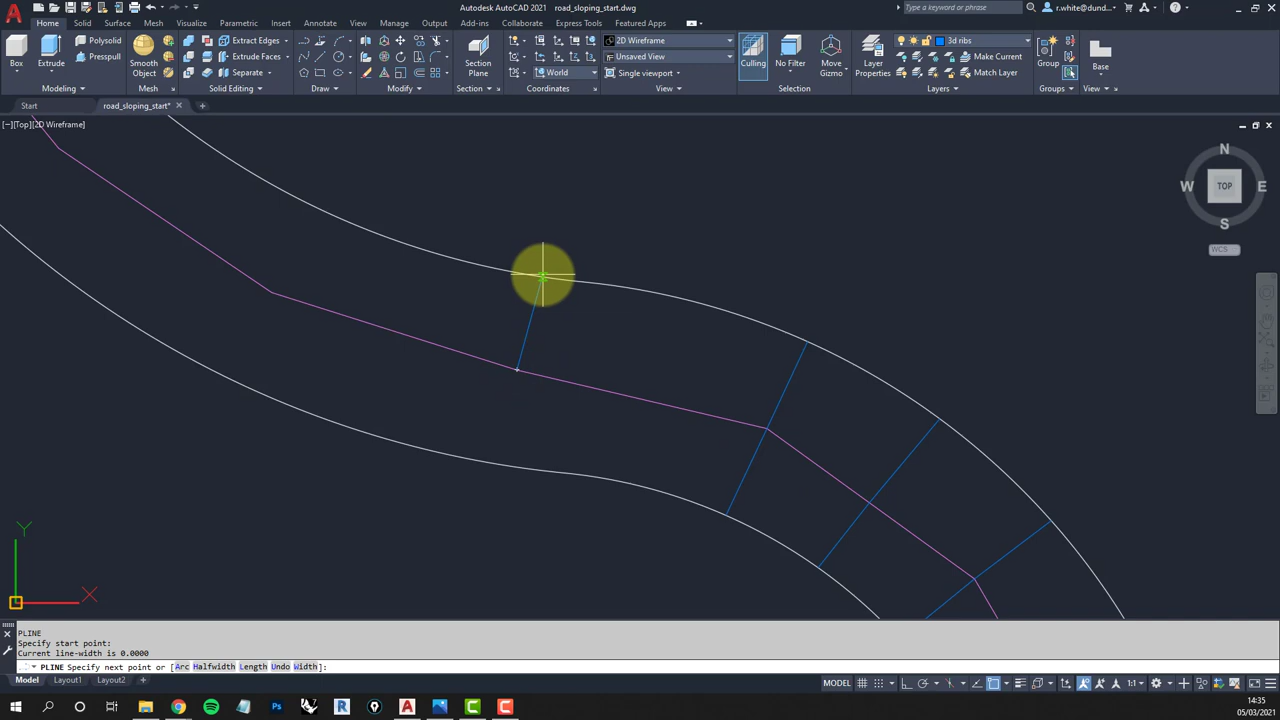 Autodesk AutoCAD 2021 road_sloping_start.dwg
Type a keyword or phrase
r.white@dund...
Home Solid Surface Mesh Visualize Parametric Insert Annotate View Manage Output Add-ins Collaborate Express Tools Featured Apps
Box
Extrude
Polysolid
Presspull
Modeling
Smooth
Object
Mesh
Extract Edges
Extrude Faces
Separate
Solid Editing
Draw
Modify
Section
Plane
Section
World
Coordinates
2D Wireframe
Unsaved View
Single viewport
View
Culling
No Filter
Move
Gizmo
Selection
Layer
Properties
3d ribs
Make Current
Match Layer
Layers
Group
Groups
Base
View
Start
road_sloping_start*
[−][Top][2D Wireframe]
N
W
TOP
E
S
WCS
Y
X
PLINE
Specify start point:
Current line-width is 0.0000
PLINE Specify next point or [Arc Halfwidth Length Undo Width]:
Model Layout1 Layout2
MODEL
1:1
14:35
05/03/2021